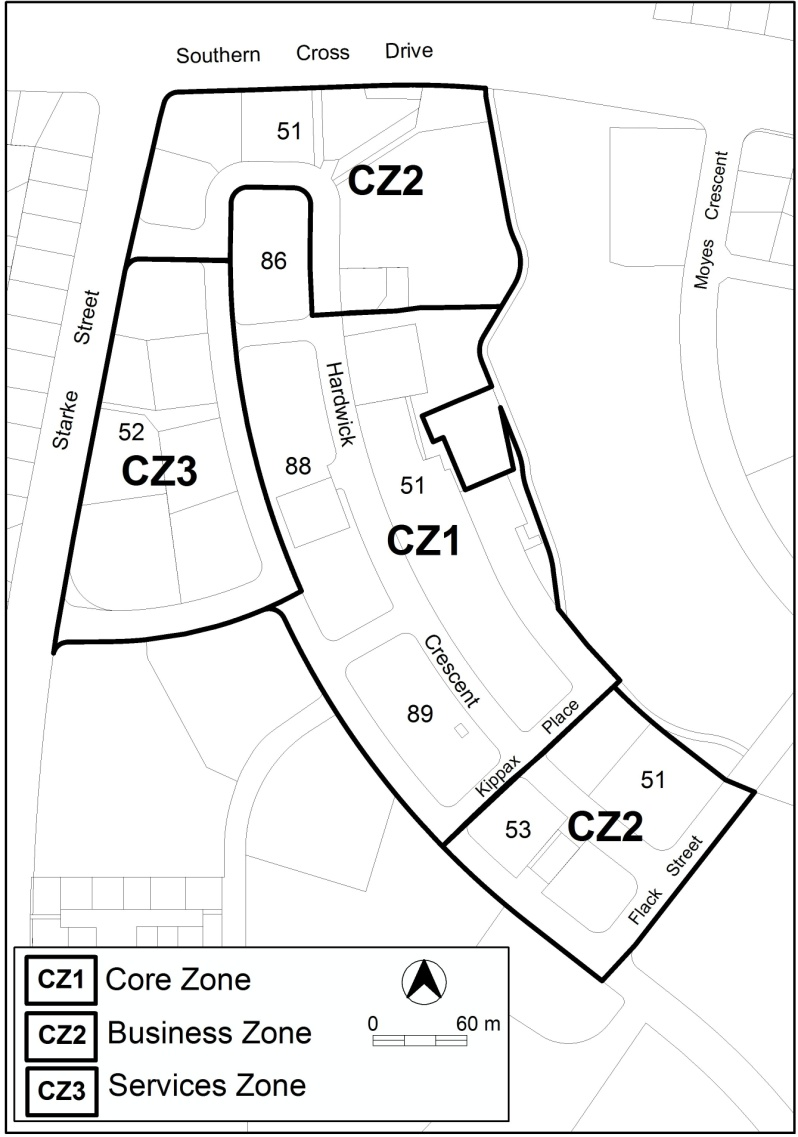 Southern Cross Drive
51
CZ2
86
Moyes Crescent
Starke Street
Hardwick
52
CZ3
88
51
CZ1
Crescent
89
Kippax Place
51
53
CZ2
Flack Street
CZ1 Core Zone
CZ2 Business Zone
CZ3 Services Zone
0 60 m